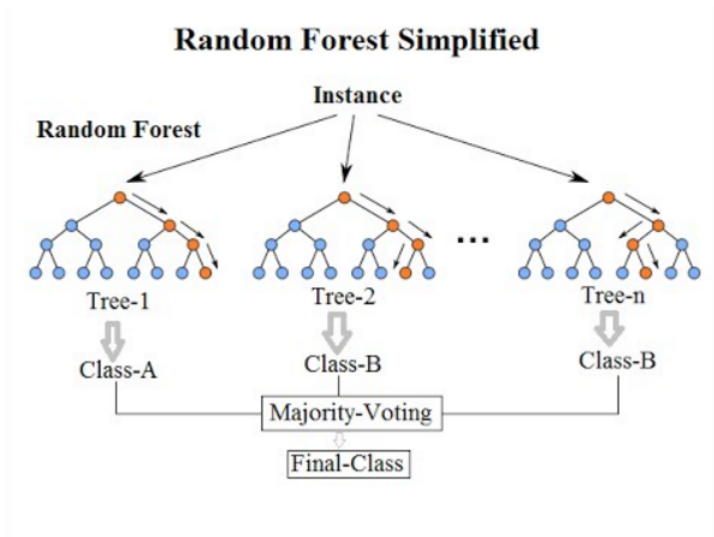 Random Forest Simplified
Instance
Random Forest
...
Tree-1
Tree-2
Tree-n
Class-A
Class-B
Class-B
Majority-Voting
Final-Class